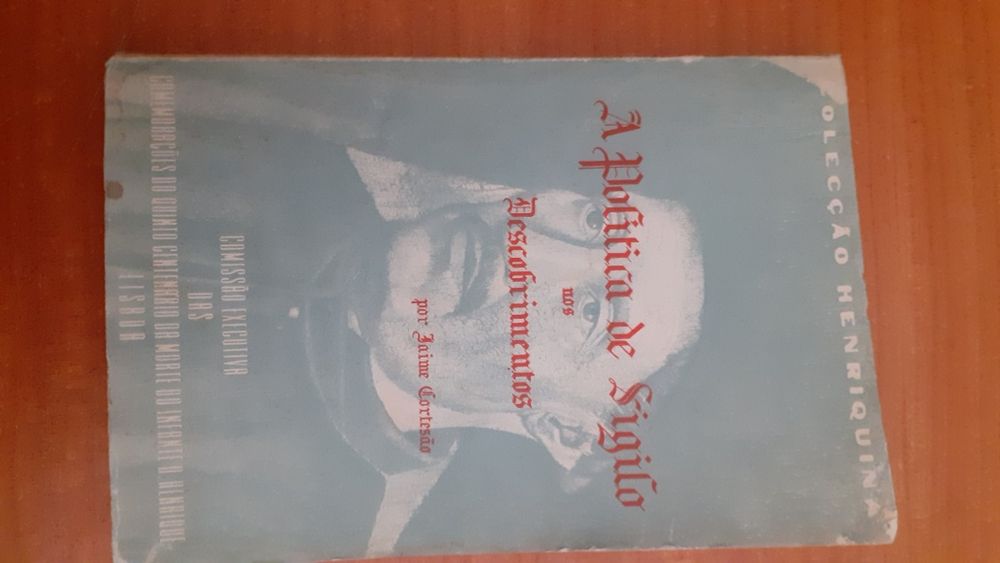 OLECÇÃO HENRIQUINA
A Política de Sigilo
nos
Descobrimentos
por Jaime Cortesão
COMISSÃO EXECUTIVA
DAS
COMEMORAÇÕES DO QUINTO CENTENÁRIO DA MORTE DO INFANTE D. HENRIQUE
LISBOA